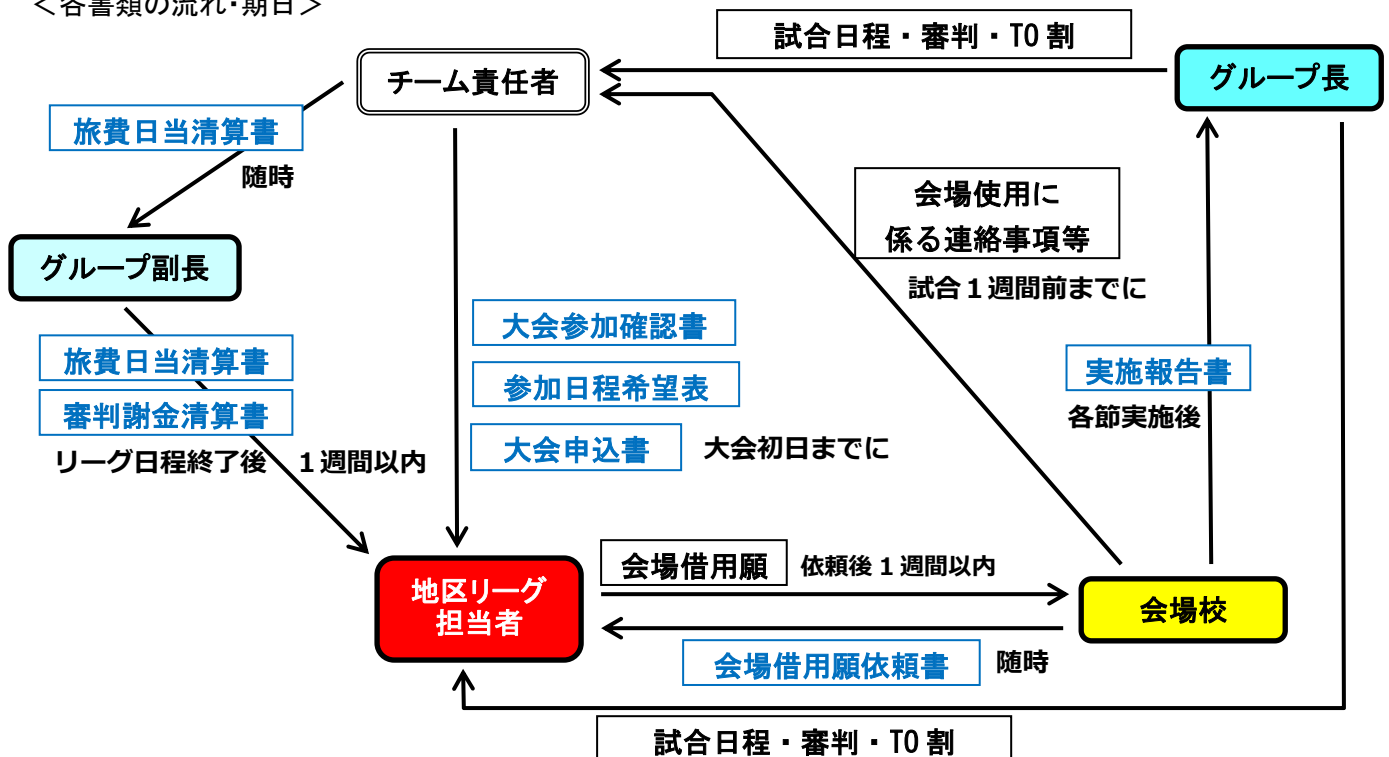 ＜各書類の流れ・期日＞
試合日程・審判・TO 割
チーム責任者
グループ長
旅費日当清算書
随時
会場使用に
係る連絡事項等
試合１週間前までに
グループ副長
大会参加確認書
旅費日当清算書
参加日程希望表
実施報告書
審判謝金清算書
各節実施後
大会申込書
大会初日までに
リーグ日程終了後　１週間以内
地区リーグ
担当者
会場借用願
依頼後 1 週間以内
会場校
会場借用願依頼書
随時
試合日程・審判・TO 割